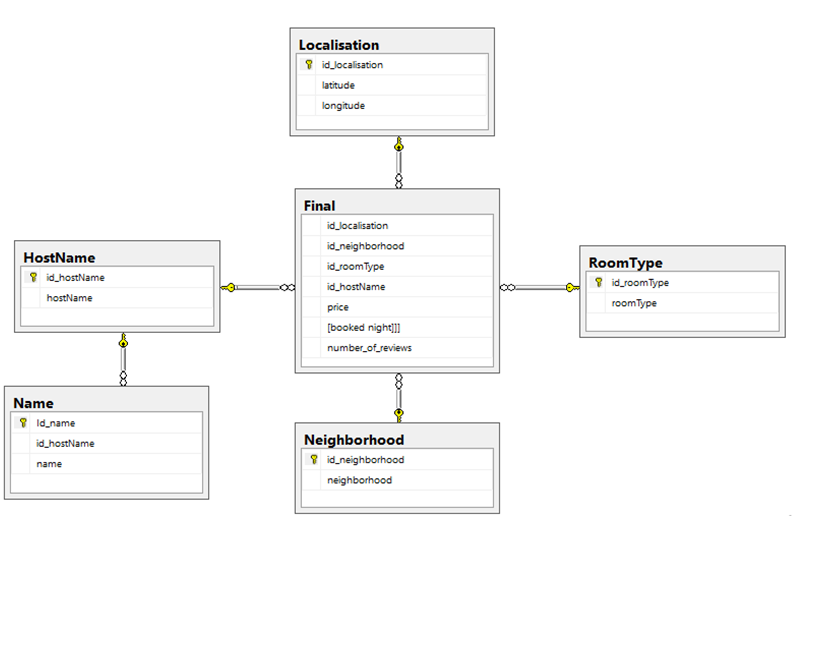 Localisation
id_localisation
latitude
longitude
Final
id_localisation
id_neighborhood
id_roomType
id_hostName
price
[booked night]]]
number_of_reviews
HostName
id_hostName
hostName
RoomType
id_roomType
roomType
Name
Id_name
id_hostName
name
Neighborhood
id_neighborhood
neighborhood